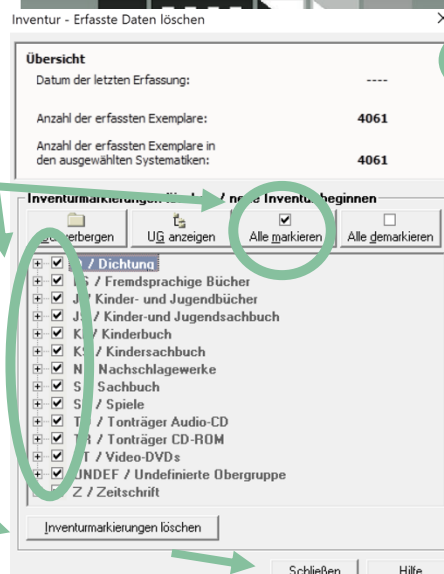 Inventur - Erfasste Daten löschen
Übersicht
Datum der letzten Erfassung: ----
Anzahl der erfassten Exemplare: 4061
Anzahl der erfassten Exemplare in
den ausgewählten Systematiken: 4061
Inventurmarkierungen / neue Inventur beginnen
verbergen UG anzeigen Alle markieren Alle demarkieren
/ Dichtung
/ Fremdsprachige Bücher
/ Kinder- und Jugendbücher
/ Kinder-und Jugendsachbuch
/ Kinderbuch
/ Kindersachbuch
Nachschlagewerke
Sachbuch
/ Spiele
/ Tonträger Audio-CD
/ Tonträger CD-ROM
/ Video-DVDs
UNDEF / Undefinierte Obergruppe
Z / Zeitschrift
Inventurmarkierungen löschen
Schließen Hilfe